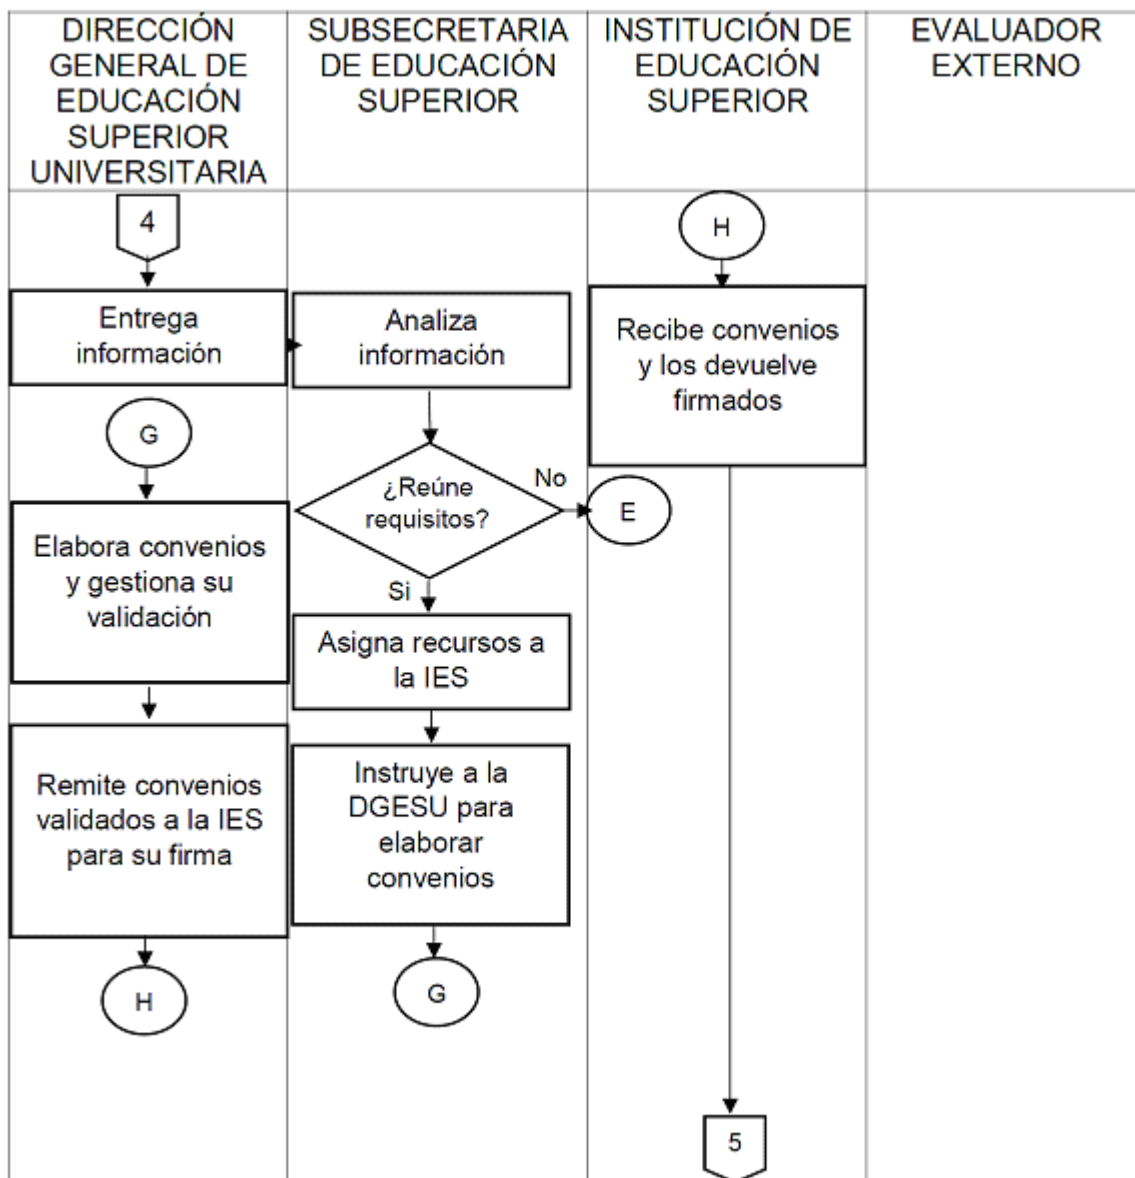 DIRECCIÓN
GENERAL DE
EDUCACIÓN
SUPERIOR
UNIVERSITARIA
SUBSECRETARIA
DE EDUCACIÓN
SUPERIOR
INSTITUCIÓN DE
EDUCACIÓN
SUPERIOR
EVALUADOR
EXTERNO
4
Entrega
información
G
Elabora convenios
y gestiona su
validación
Remite convenios
validados a la IES
para su firma
H
Analiza
información
¿Reúne
requisitos?
No
E
Si
Asigna recursos a
la IES
Instruye a la
DGESU para
elaborar
convenios
G
H
Recibe convenios
y los devuelve
firmados
5